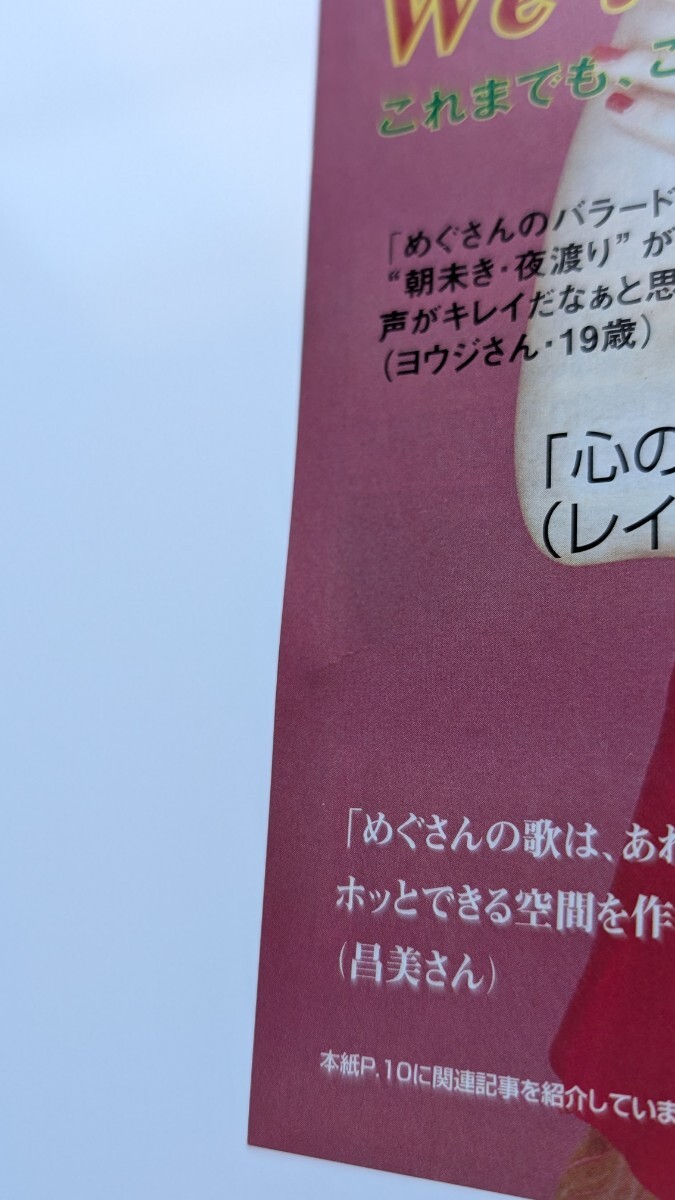 We
これまでも、こ
「めぐさんのバラード
“朝未き・夜渡り”が
声がキレイだなぁと思
(ヨウジさん・19歳)
「心の
(レイ
「めぐさんの歌は、あれ
ホッとできる空間を作
(昌美さん)
本紙P.10に関連記事を紹介していま